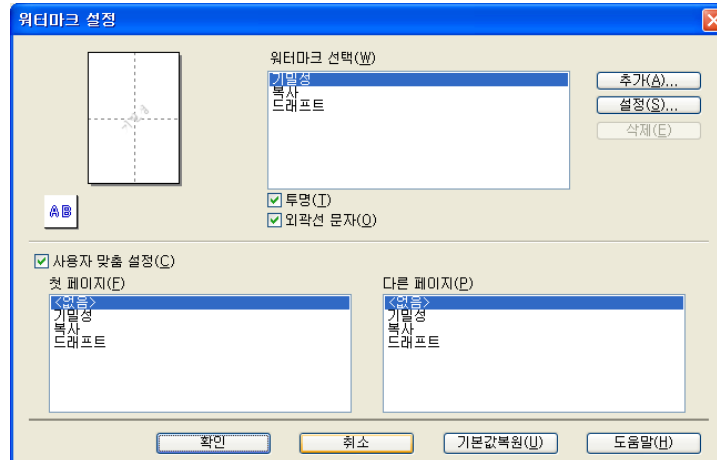 워터마크 설정
워터마크 선택(W)
기밀성
복사
드래프트
추가(A)...
설정(S)...
삭제(E)
기밀성
AB
투명(T)
외곽선 문자(O)
사용자 맞춤 설정(C)
첫 페이지(F)
<없음>
기밀성
복사
드래프트
다른 페이지(P)
<없음>
기밀성
복사
드래프트
확인
취소
기본값복원(U)
도움말(H)